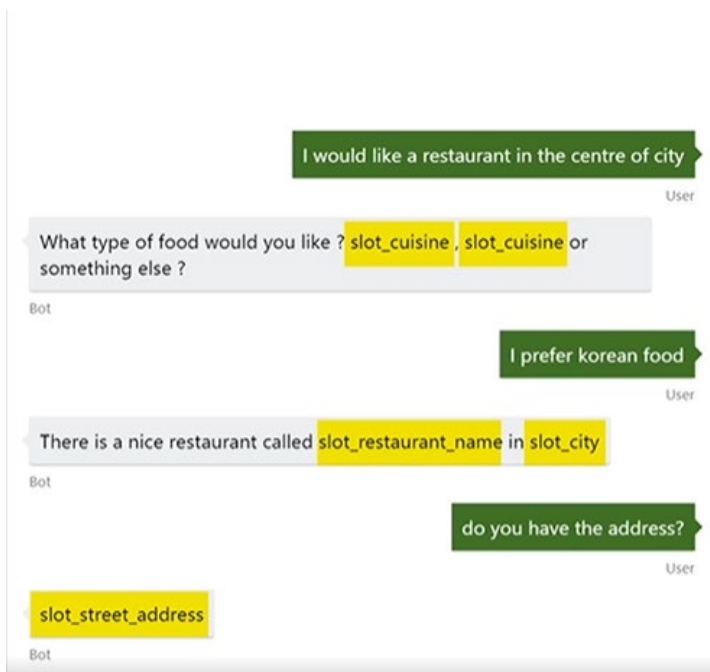 I would like a restaurant in the centre of city
User
What type of food would you like ? slot_cuisine , slot_cuisine or
something else ?
Bot
I prefer korean food
User
There is a nice restaurant called slot_restaurant_name in slot_city
Bot
do you have the address?
User
slot_street_address
Bot